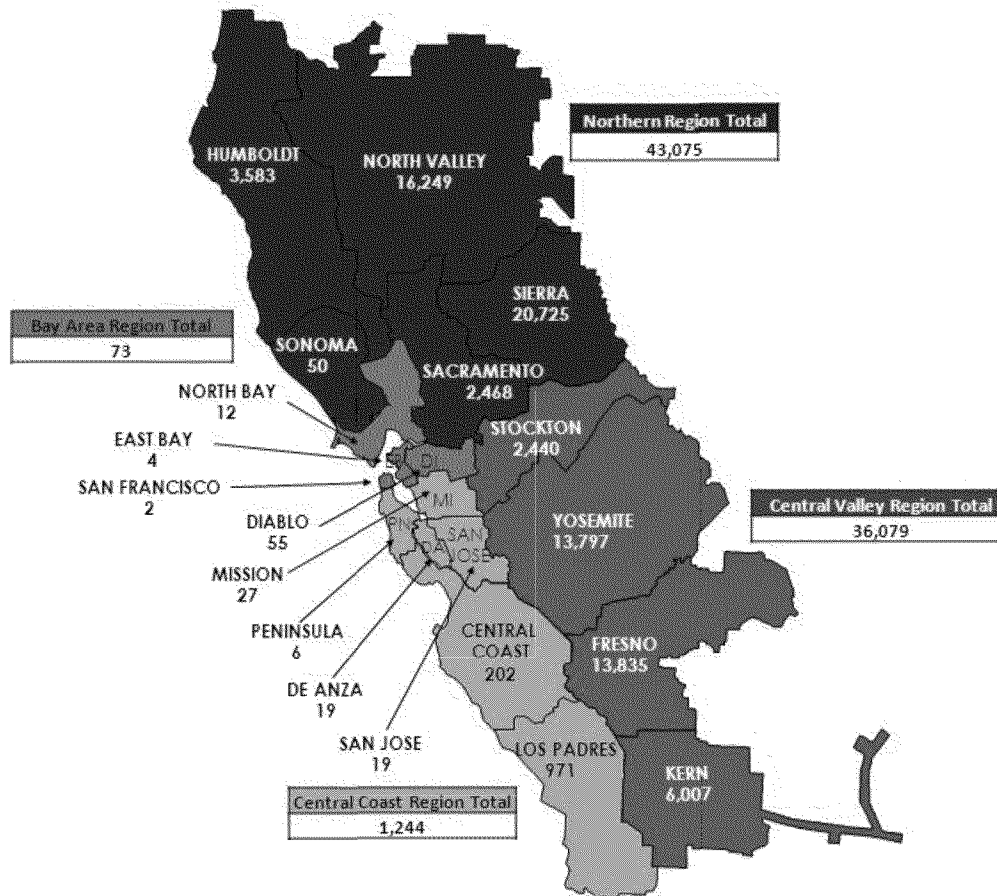 Northern Region Total
43,075
HUMBOLDT
3,583
NORTH VALLEY
16,249
SIERRA
20,725
Bay Area Region Total
73
SONOMA
50
SACRAMENTO
2,468
NORTH BAY
12
STOCKTON
2,440
EAST BAY
4
EB
DI
SAN FRANCISCO
2
MI
Central Valley Region Total
36,079
DIABLO
55
PN
DA
SAN
JOSE
YOSEMITE
13,797
MISSION
27
PENINSULA
6
CENTRAL
COAST
202
FRESNO
13,835
DE ANZA
19
SAN JOSE
19
LOS PADRES
971
KERN
6,007
Central Coast Region Total
1,244